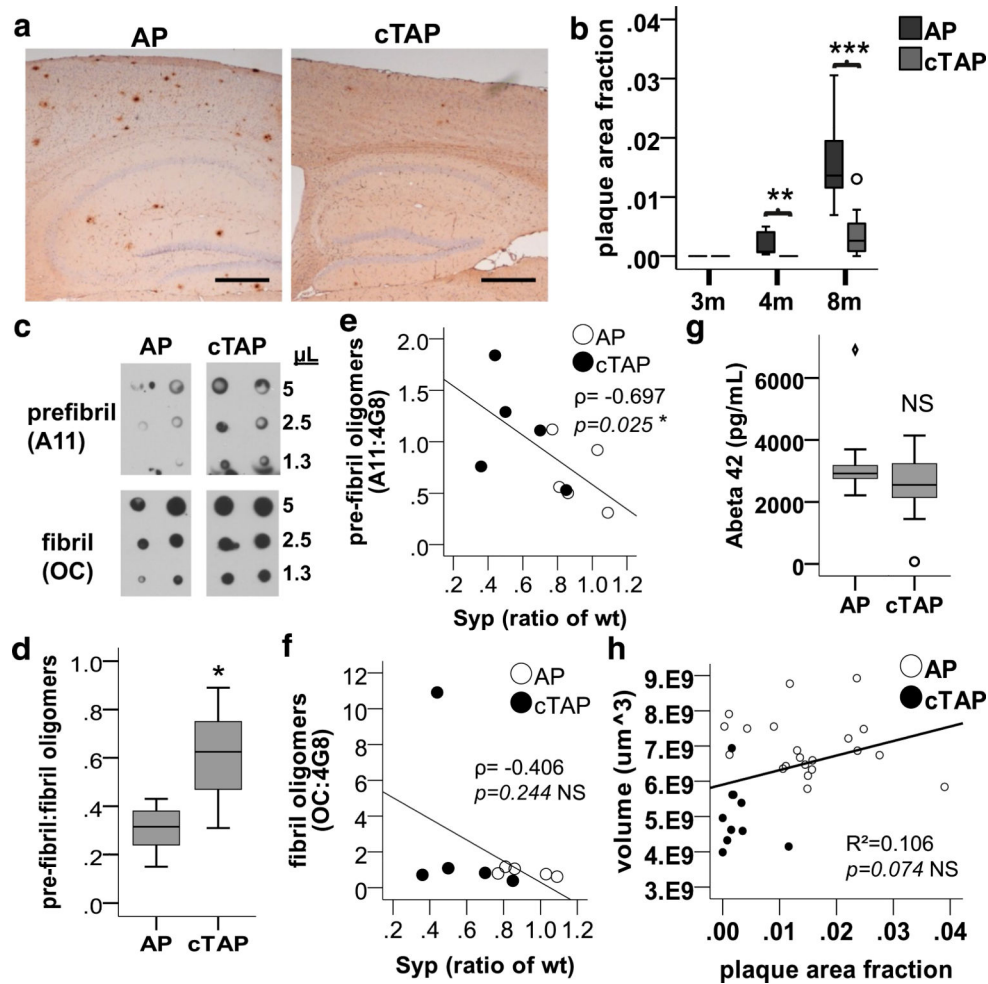 a
AP
cTAP
b
plaque area fraction
.04
.03
.02
.01
.00
3m
4m
8m
**
***
AP
cTAP
c
AP
cTAP
µL
prefibril
(A11)
5
2.5
1.3
fibril
(OC)
5
2.5
1.3
d
pre-fibril:fibril oligomers
1.0
.8
.6
.4
.2
.0
*
AP
cTAP
e
pre-fibril oligomers
(A11:4G8)
2.0
1.5
1.0
.5
.0
AP
cTAP
ρ= -0.697
p=0.025 *
.2 .4 .6 .8 1.0 1.2
Syp (ratio of wt)
f
fibril oligomers
(OC:4G8)
12
10
8
6
4
2
0
AP
cTAP
ρ= -0.406
p=0.244 NS
.2 .4 .6 .8 1.0 1.2
Syp (ratio of wt)
g
Abeta 42 (pg/mL)
6000
4000
2000
0
NS
AP
cTAP
h
volume (um^3)
9.E9
8.E9
7.E9
6.E9
5.E9
4.E9
3.E9
AP
cTAP
R²=0.106
p=0.074 NS
.00 .01 .02 .03 .04
plaque area fraction